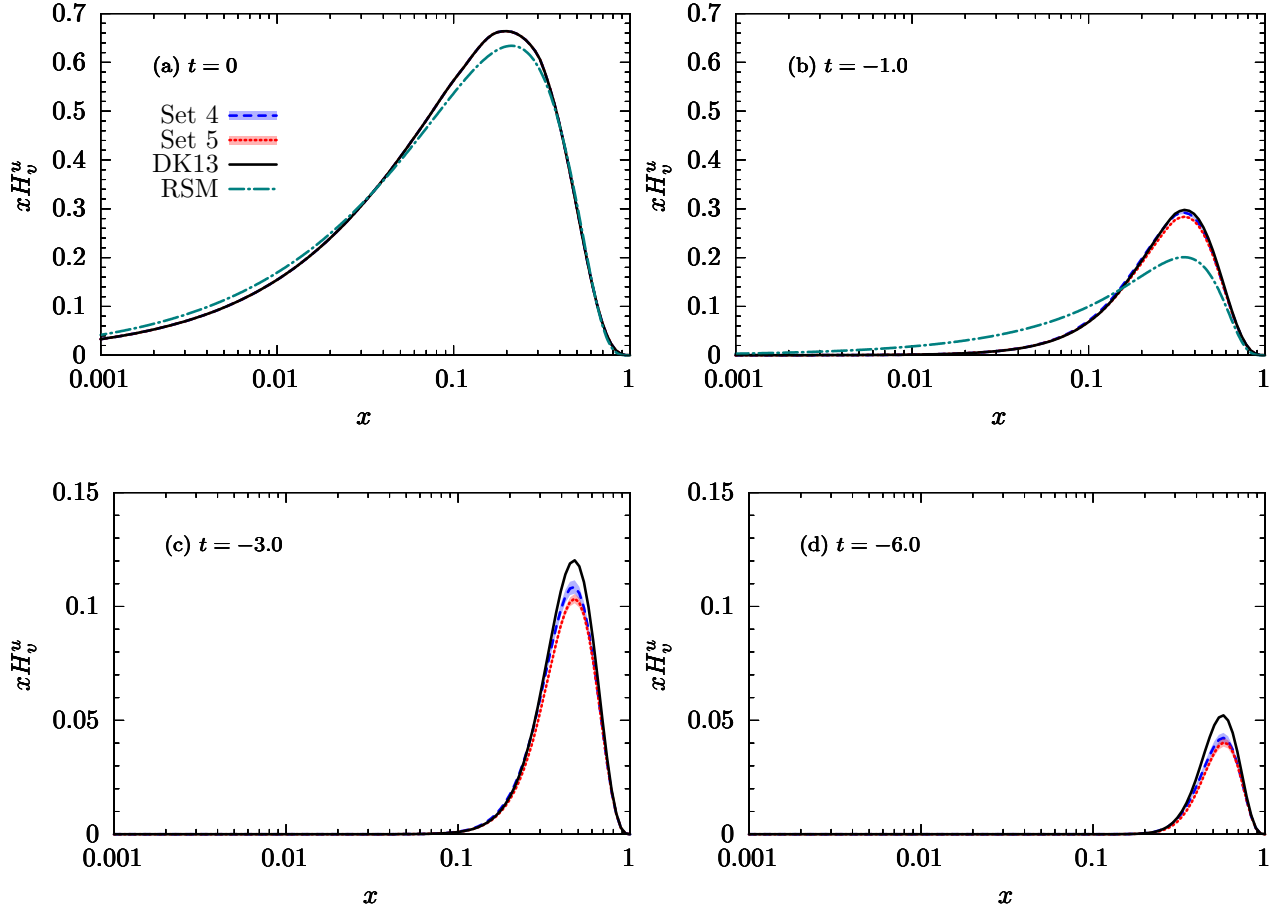 0.7
0.6
0.5
0.4
0.3
0.2
0.1
0
xH_v^u
(a) t = 0
Set 4
Set 5
DK13
RSM
0.001 0.01 0.1 1
x
0.7
0.6
0.5
0.4
0.3
0.2
0.1
0
xH_v^u
(b) t = −1.0
0.001 0.01 0.1 1
x
0.15
0.1
0.05
0
xH_v^u
(c) t = −3.0
0.001 0.01 0.1 1
x
0.15
0.1
0.05
0
xH_v^u
(d) t = −6.0
0.001 0.01 0.1 1
x